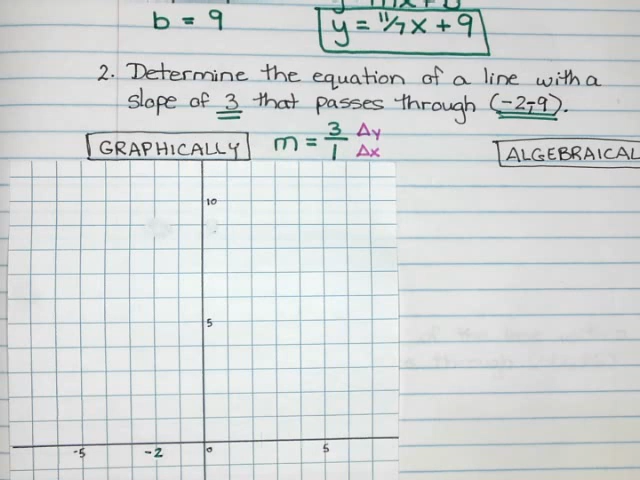 b = 9
y = 11/7 x + 9
2. Determine the equation of a line with a
slope of 3 that passes through (-2, -9).
GRAPHICALLY
m = 3/1 Δy Δx
ALGEBRAICAL
10
5
-5 -2 0 5